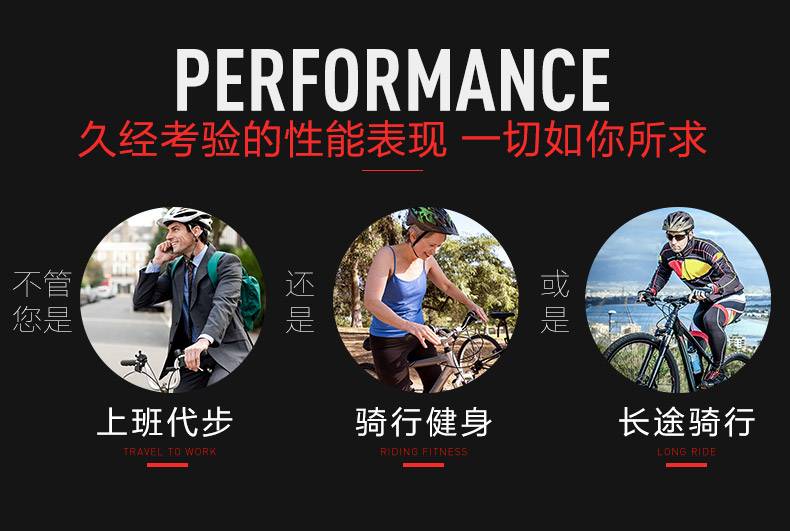 PERFORMANCE
久经考验的性能表现 一切如你所求
不管
您是
还
是
或
是
上班代步
TRAVEL TO WORK
骑行健身
RIDING FITNESS
长途骑行
LONG RIDE